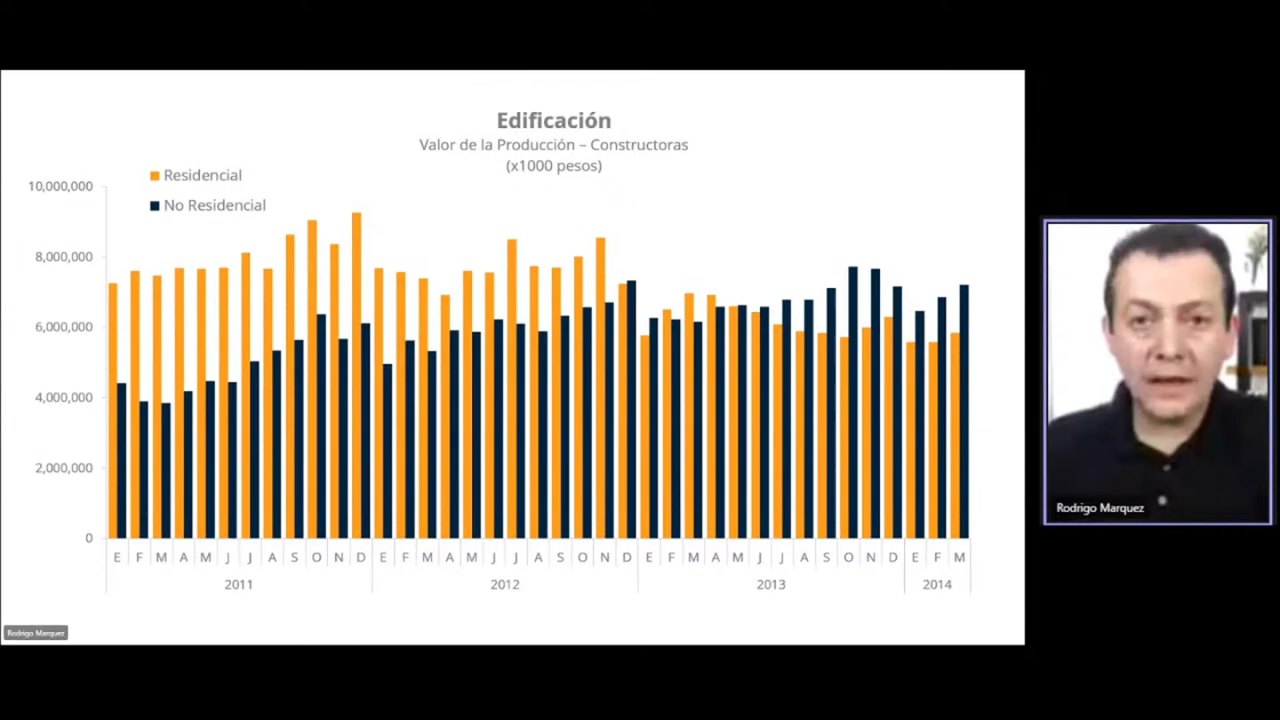 Edificación
Valor de la Producción – Constructoras
(x1000 pesos)
Residencial
No Residencial
10,000,000
8,000,000
6,000,000
4,000,000
2,000,000
0
E F M A M J J A S O N D E F M A M J J A S O N D E F M A M J J A S O N D E F M
2011 2012 2013 2014
Rodrigo Marquez
Rodrigo Marquez